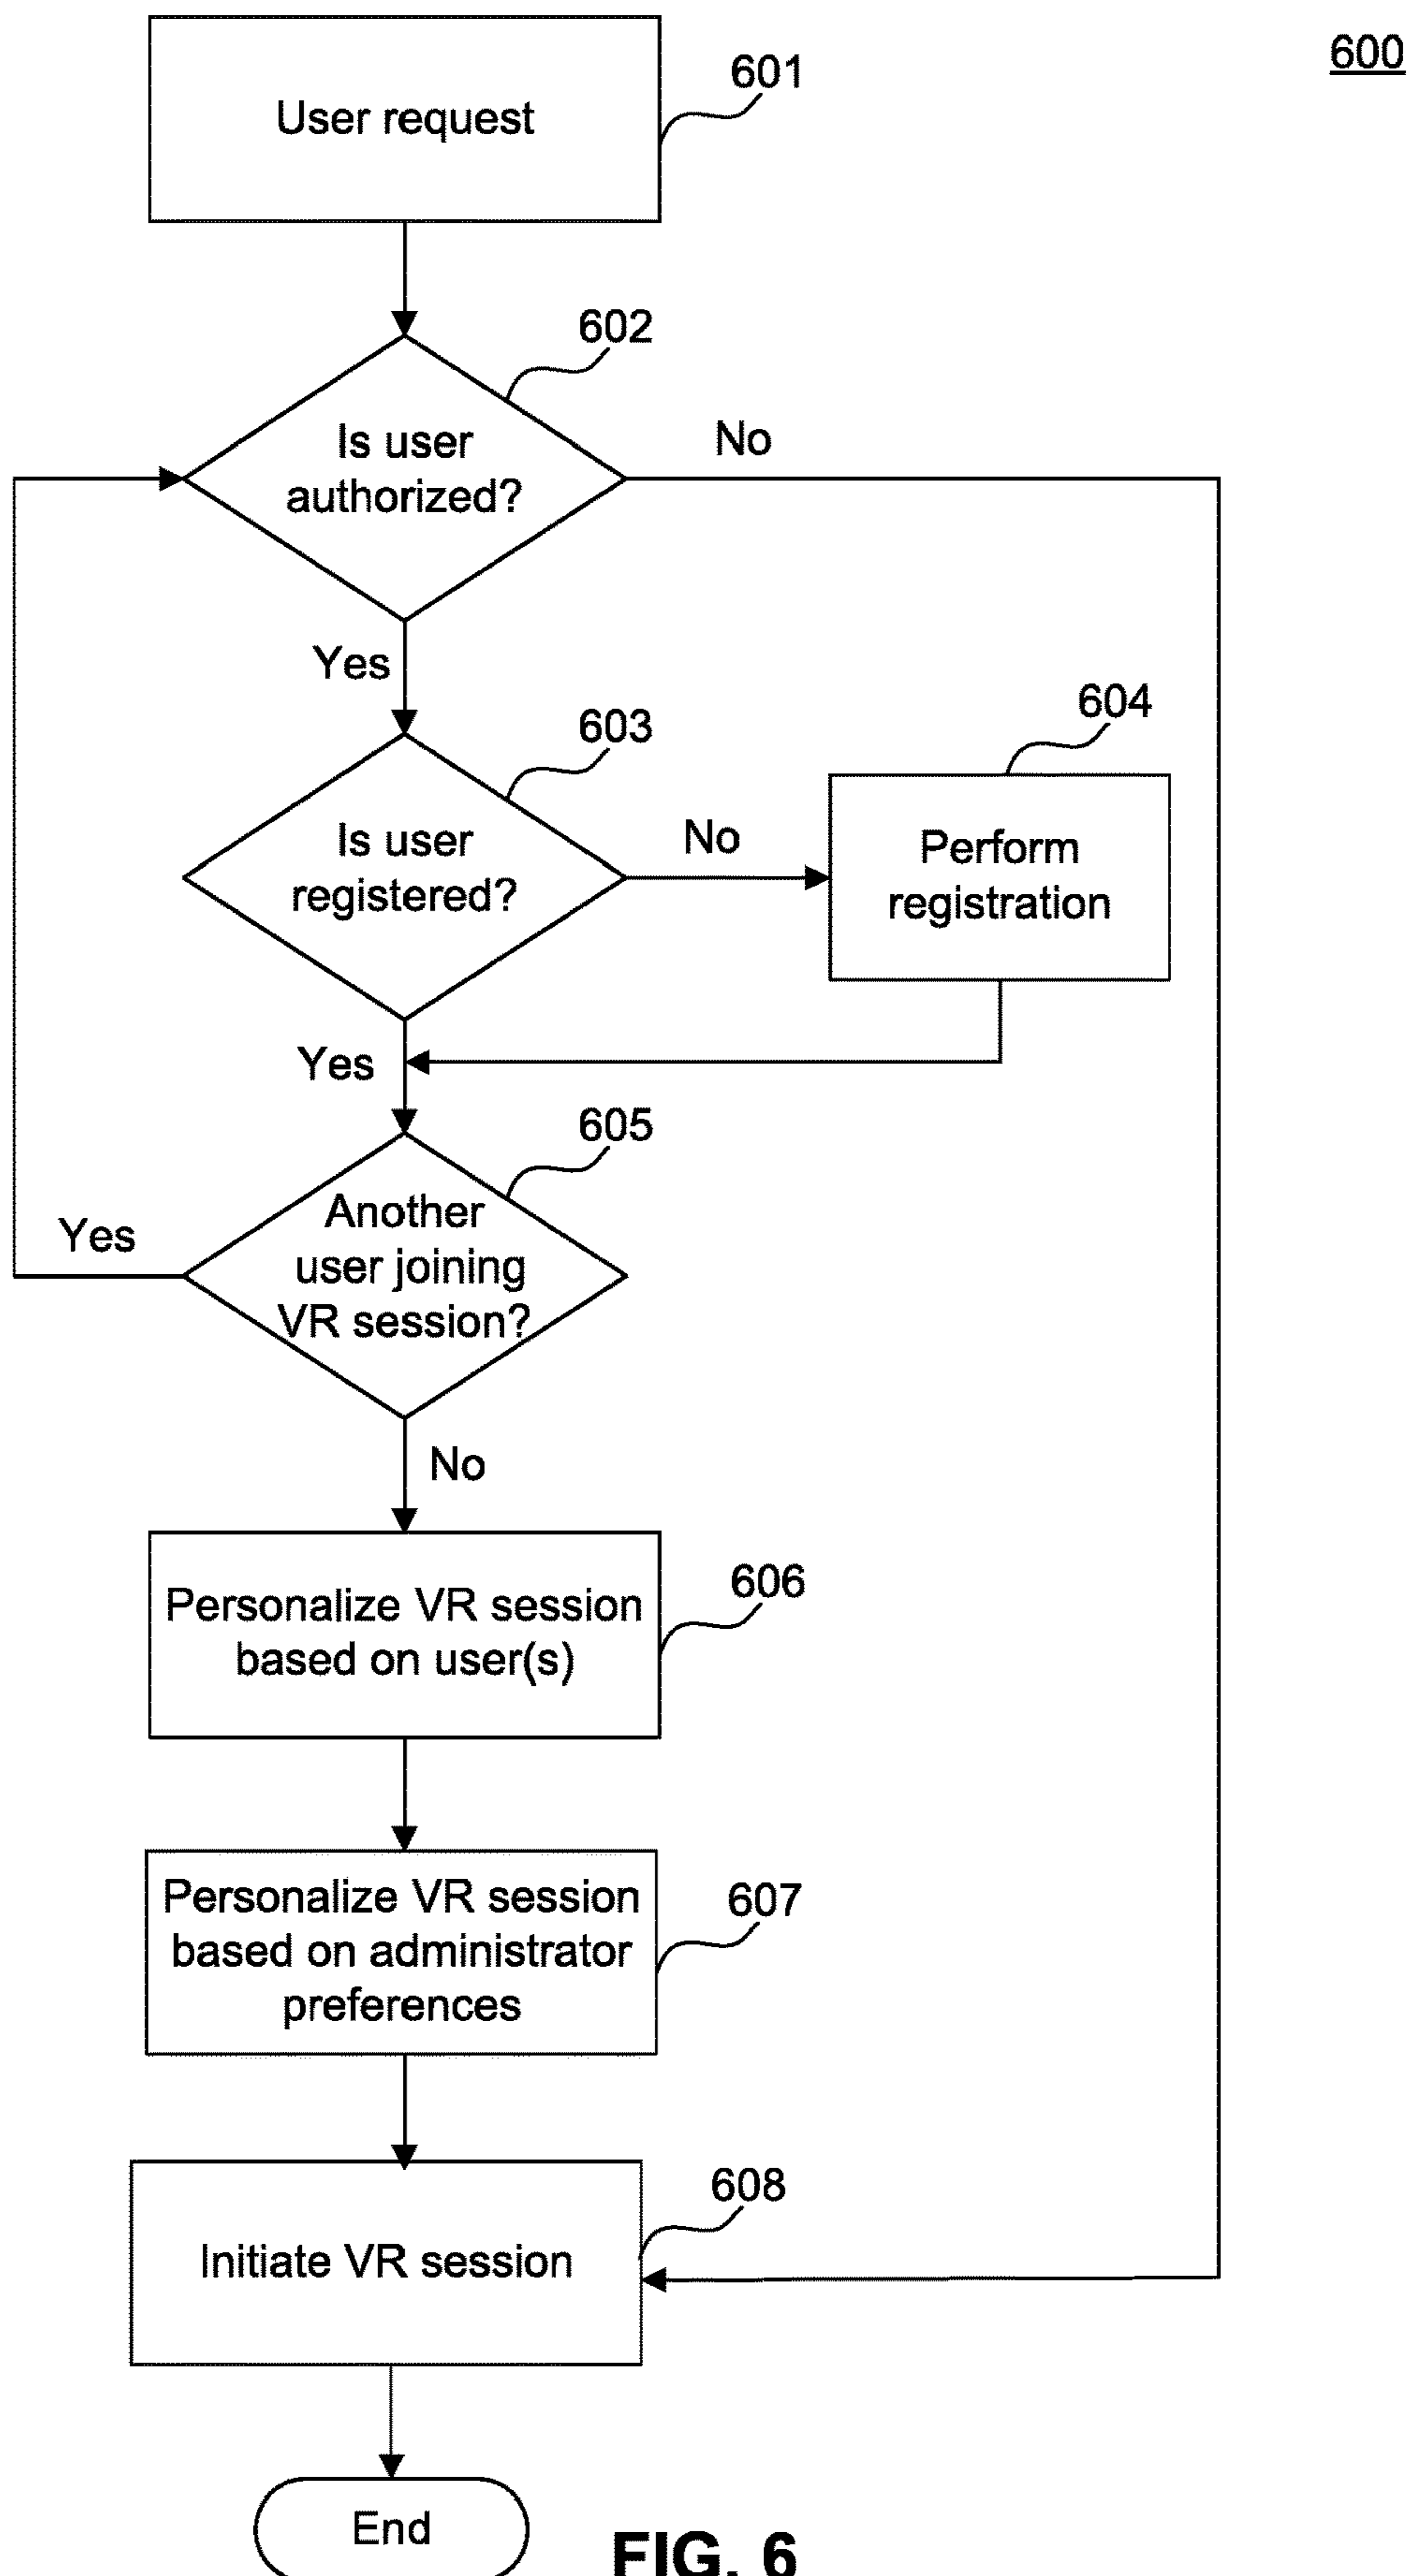 600
User request
601
602
Is user
authorized?
No
Yes
603
604
Is user
registered?
No
Perform
registration
Yes
605
Another
user joining
VR session?
Yes
No
606
Personalize VR session
based on user(s)
607
Personalize VR session
based on administrator
preferences
608
Initiate VR session
End
FIG. 6